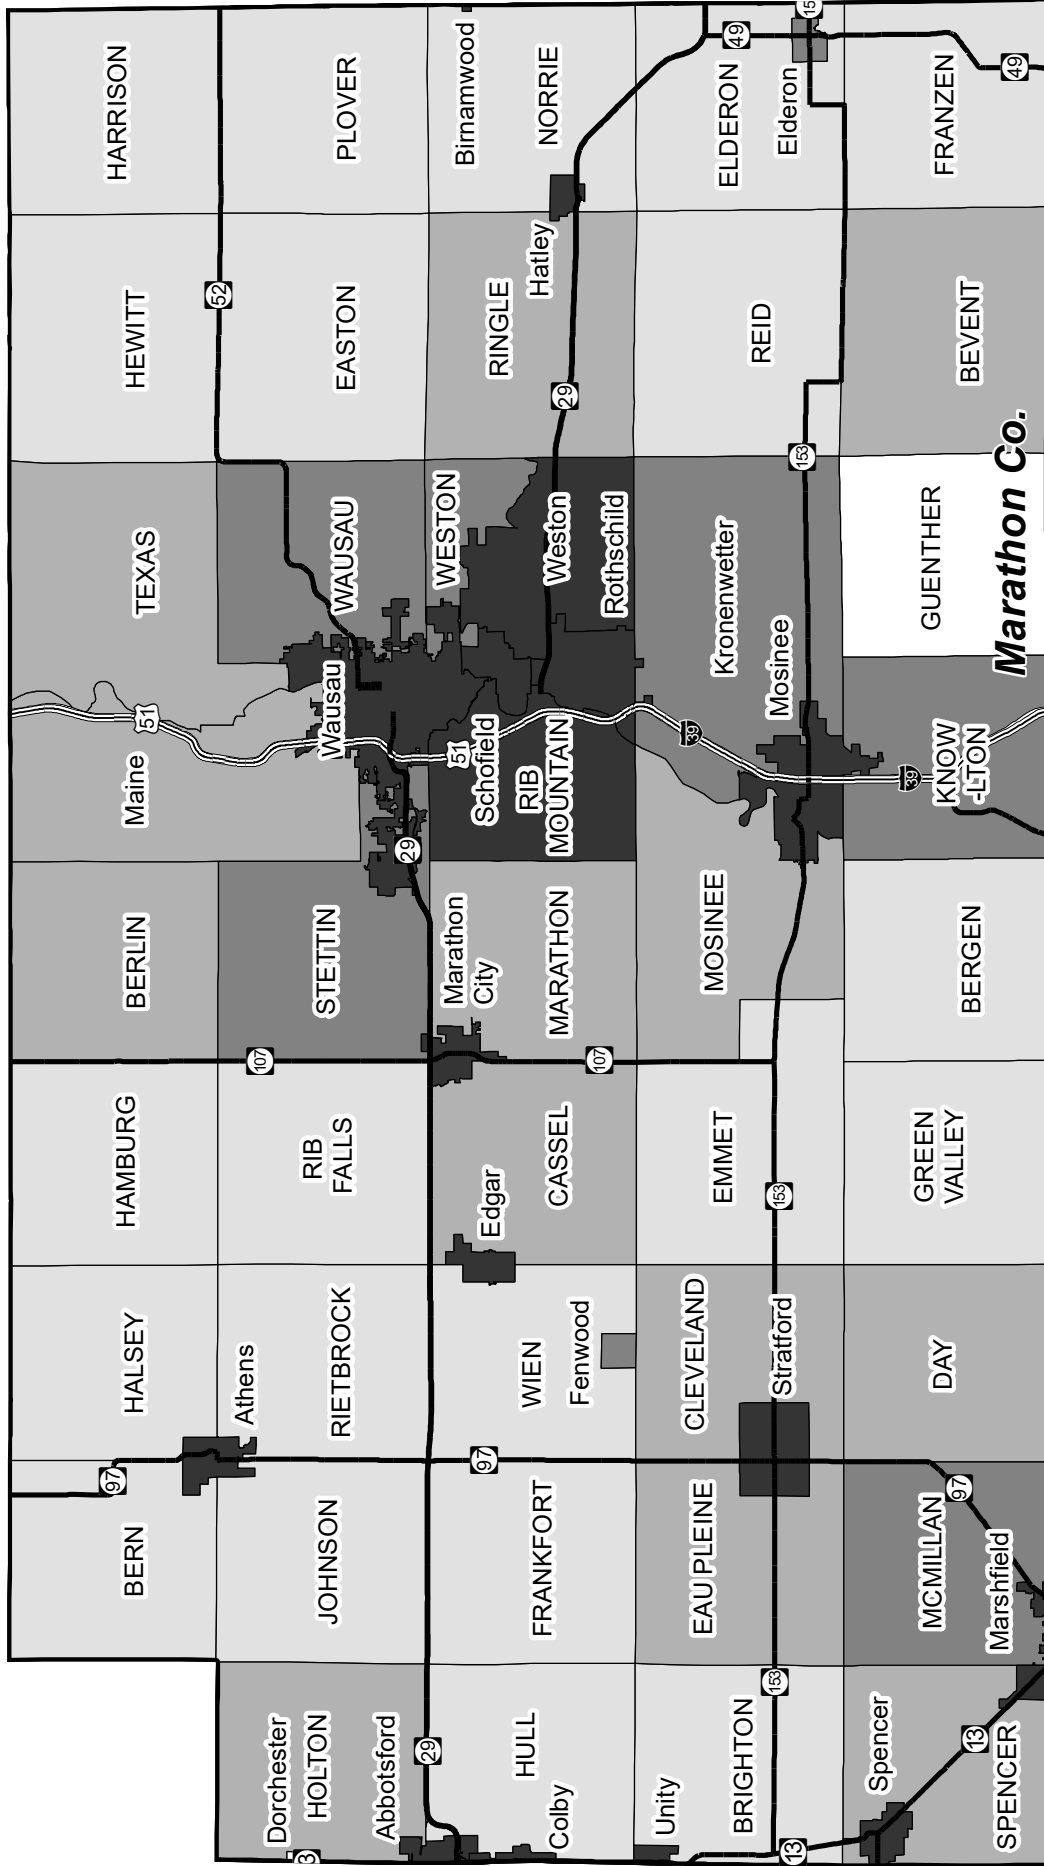 BERN
HALSEY
HAMBURG
BERLIN
Maine
TEXAS
HEWITT
HARRISON
97
51
Athens
107
52
Dorchester
HOLTON
JOHNSON
RIETBROCK
RIB
FALLS
STETTIN
Wausau
WAUSAU
EASTON
PLOVER
Abbotsford
29
29
Marathon
City
WESTON
Birnamwood
51
Schofield
97
Edgar
HULL
Colby
FRANKFORT
WIEN
Fenwood
CASSEL
MARATHON
107
RIB
MOUNTAIN
Weston
Rothschild
29
RINGLE
Hatley
NORRIE
Unity
BRIGHTON
EAU PLEINE
CLEVELAND
EMMET
MOSINEE
39
Kronenwetter
REID
ELDERON
49
Elderon
153
153
153
15
Stratford
Mosinee
13
Spencer
SPENCER
13
MCMILLAN
97
Marshfield
DAY
GREEN
VALLEY
BERGEN
39
KNOW
-LTON
GUENTHER
BEVENT
FRANZEN
49
3
Marathon Co.